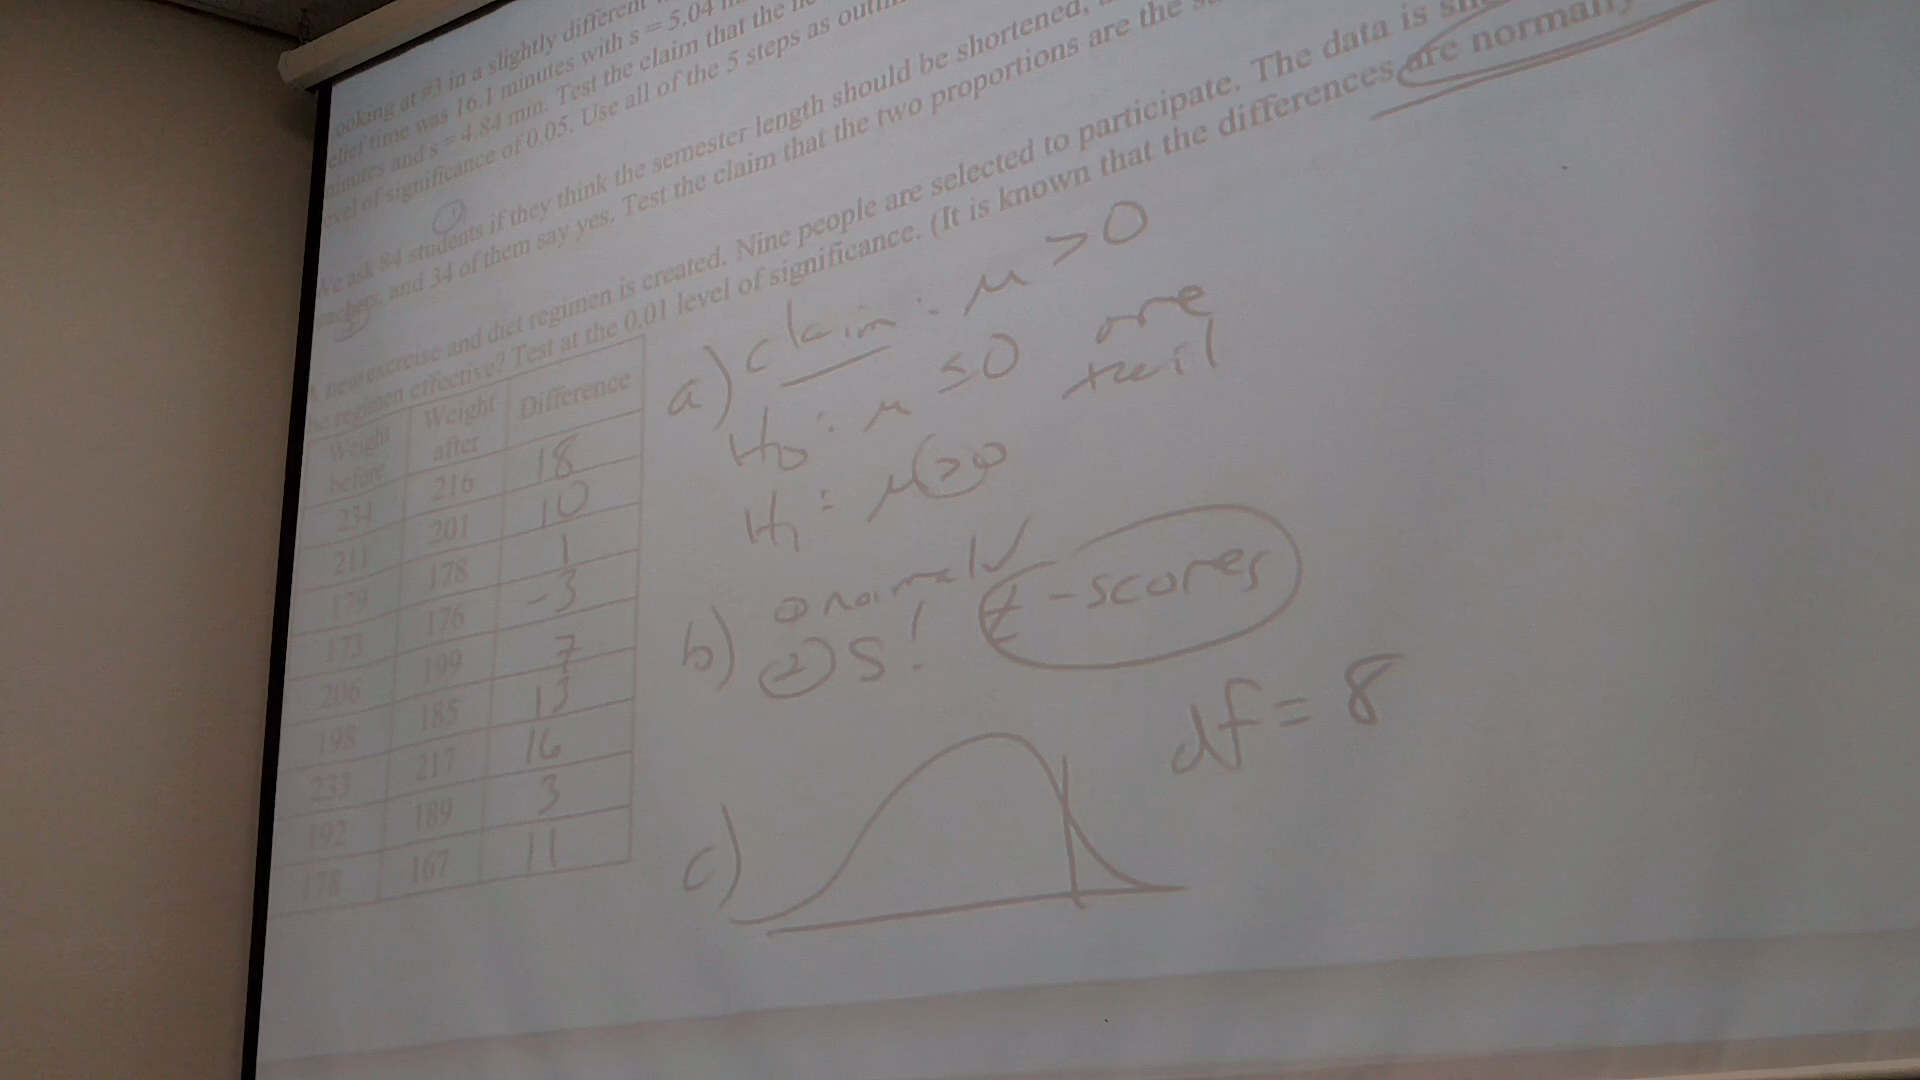 ooking at #3 in a slightly different
elief time was 16.1 minutes with s = 5.04
minutes and s = 4.84 min. Test the claim that the
evel of significance of 0.05. Use all of the 5 steps as
We ask 84 students if they think the semester length should be shortened,
and 34 of them say yes. Test the claim that the two proportions are the
A new exercise and diet regimen is created. Nine people are selected to participate. The data is
he regimen effective? Test at the 0.01 level of significance. (It is known that the differences are normally
Weight before Weight after Difference
234 216 18
211 201 10
179 178 1
173 176 -3
206 199 7
198 185 13
233 217 16
192 189 3
178 167 11
a) claim: μ > 0
H0: μ ≤ 0 one tail
H1: μ > 0
b) ① normal ✓
② s! t-scores
df = 8
c)